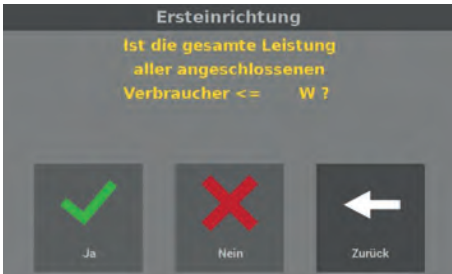 Ersteinrichtung
Ist die gesamte Leistung
aller angeschlossenen
Verbraucher <= W ?
Ja Nein Zurück